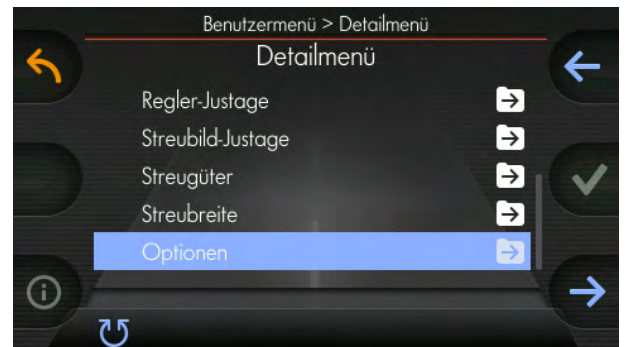 Benutzermenü > Detailmenü
Detailmenü
Regler-Justage
Streubild-Justage
Streugüter
Streubreite
Optionen